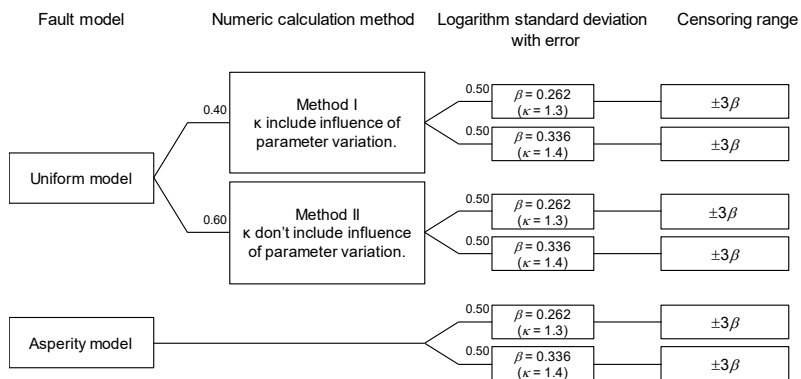 Fault model
Numeric calculation method
Logarithm standard deviation
with error
Censoring range
Uniform model
0.40
Method I
κ include influence of
parameter variation.
0.50
β = 0.262
(κ = 1.3)
±3β
0.50
β = 0.336
(κ = 1.4)
±3β
0.60
Method II
κ don't include influence
of parameter variation.
0.50
β = 0.262
(κ = 1.3)
±3β
0.50
β = 0.336
(κ = 1.4)
±3β
Asperity model
0.50
β = 0.262
(κ = 1.3)
±3β
0.50
β = 0.336
(κ = 1.4)
±3β